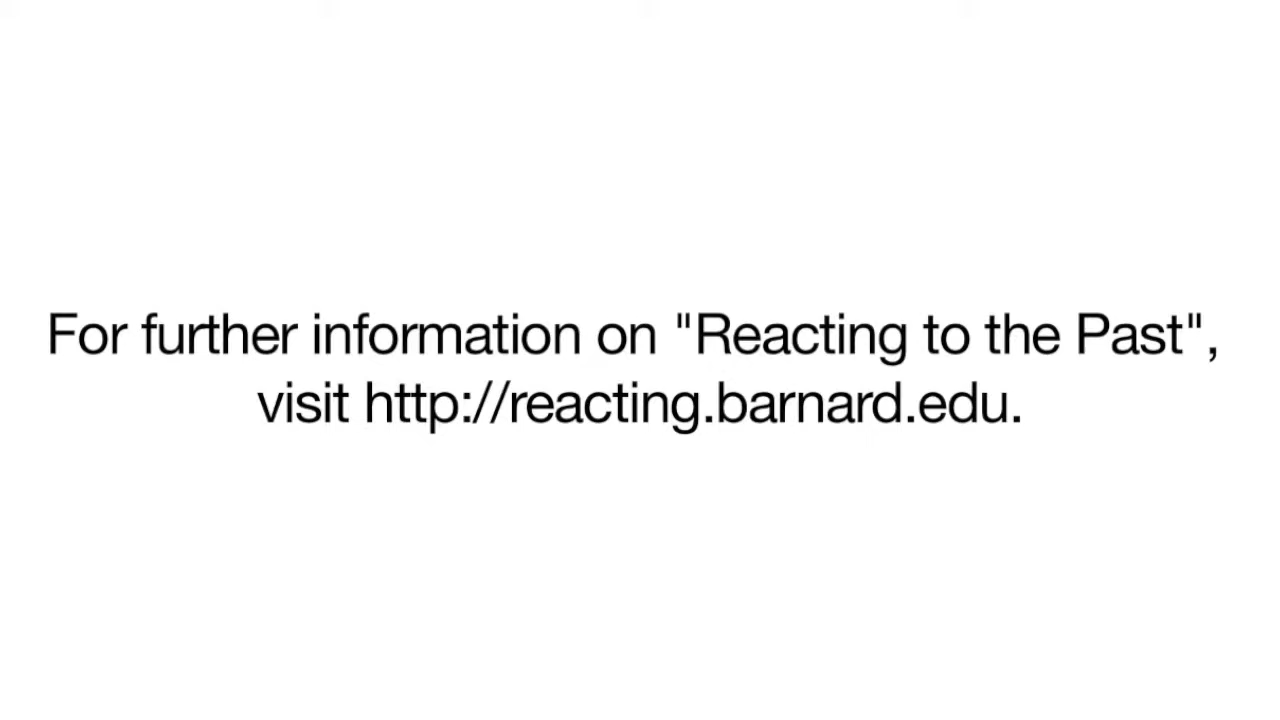 For further information on "Reacting to the Past",
visit http://reacting.barnard.edu.